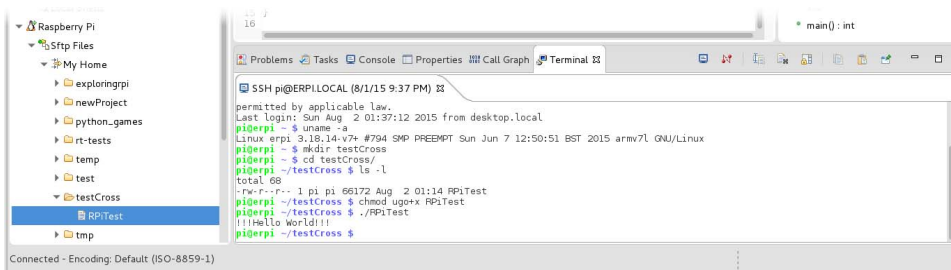 16
main() : int
Raspberry Pi
Sftp Files
My Home
exploringrpi
newProject
python_games
rt-tests
temp
test
testCross
RPiTest
tmp
Problems Tasks Console Properties Call Graph Terminal
SSH pi@ERPI.LOCAL (8/1/15 9:37 PM)
permitted by applicable law.
Last login: Sun Aug  2 01:37:12 2015 from desktop.local
pi@erpi ~ $ uname -a
Linux erpi 3.18.14-v7+ #794 SMP PREEMPT Sun Jun 7 12:50:51 BST 2015 armv7l GNU/Linux
pi@erpi ~ $ mkdir testCross
pi@erpi ~ $ cd testCross/
pi@erpi ~/testCross $ ls -l
total 68
-rw-r--r-- 1 pi pi 66172 Aug  2 01:14 RPiTest
pi@erpi ~/testCross $ chmod ugo+x RPiTest
pi@erpi ~/testCross $ ./RPiTest
!!!Hello World!!!
pi@erpi ~/testCross $
Connected - Encoding: Default (ISO-8859-1)